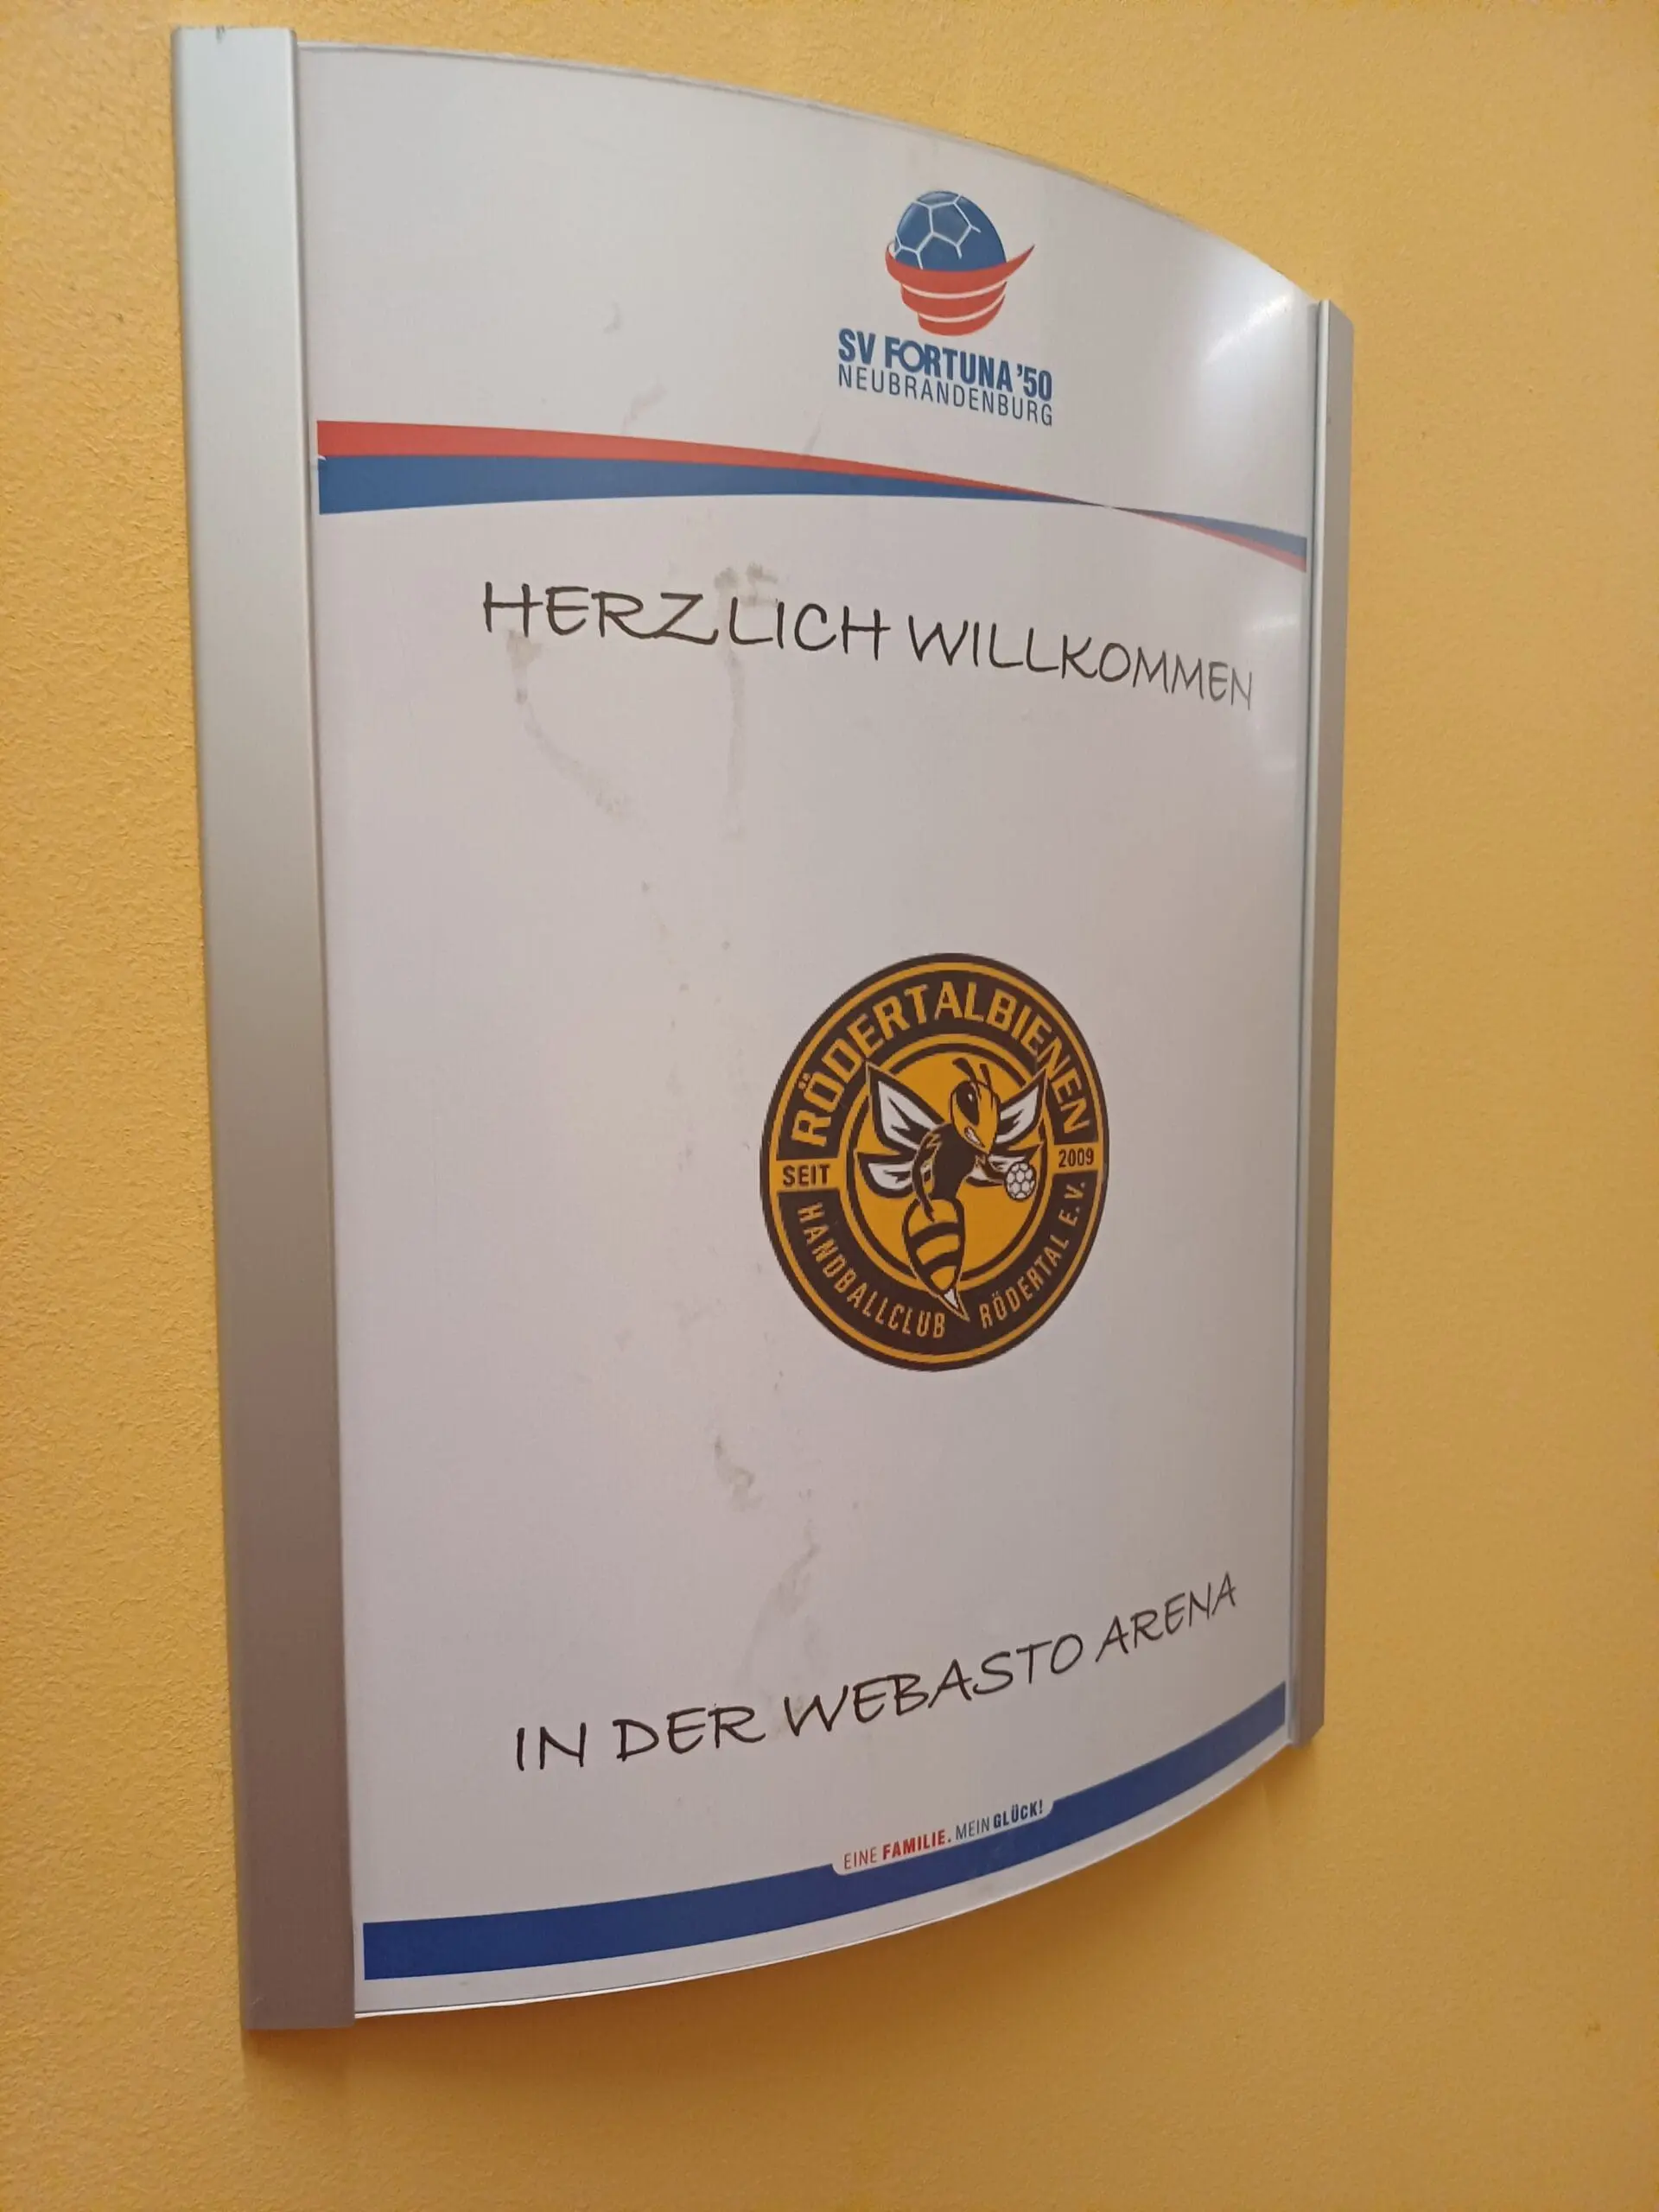 SV FORTUNA '50
NEUBRANDENBURG
HERZLICH WILLKOMMEN
RÖDERTALBIENEN
SEIT 2009
HANDBALLCLUB RÖDERTAL E.V.
IN DER WEBASTO ARENA
EINE FAMILIE. MEIN GLÜCK!